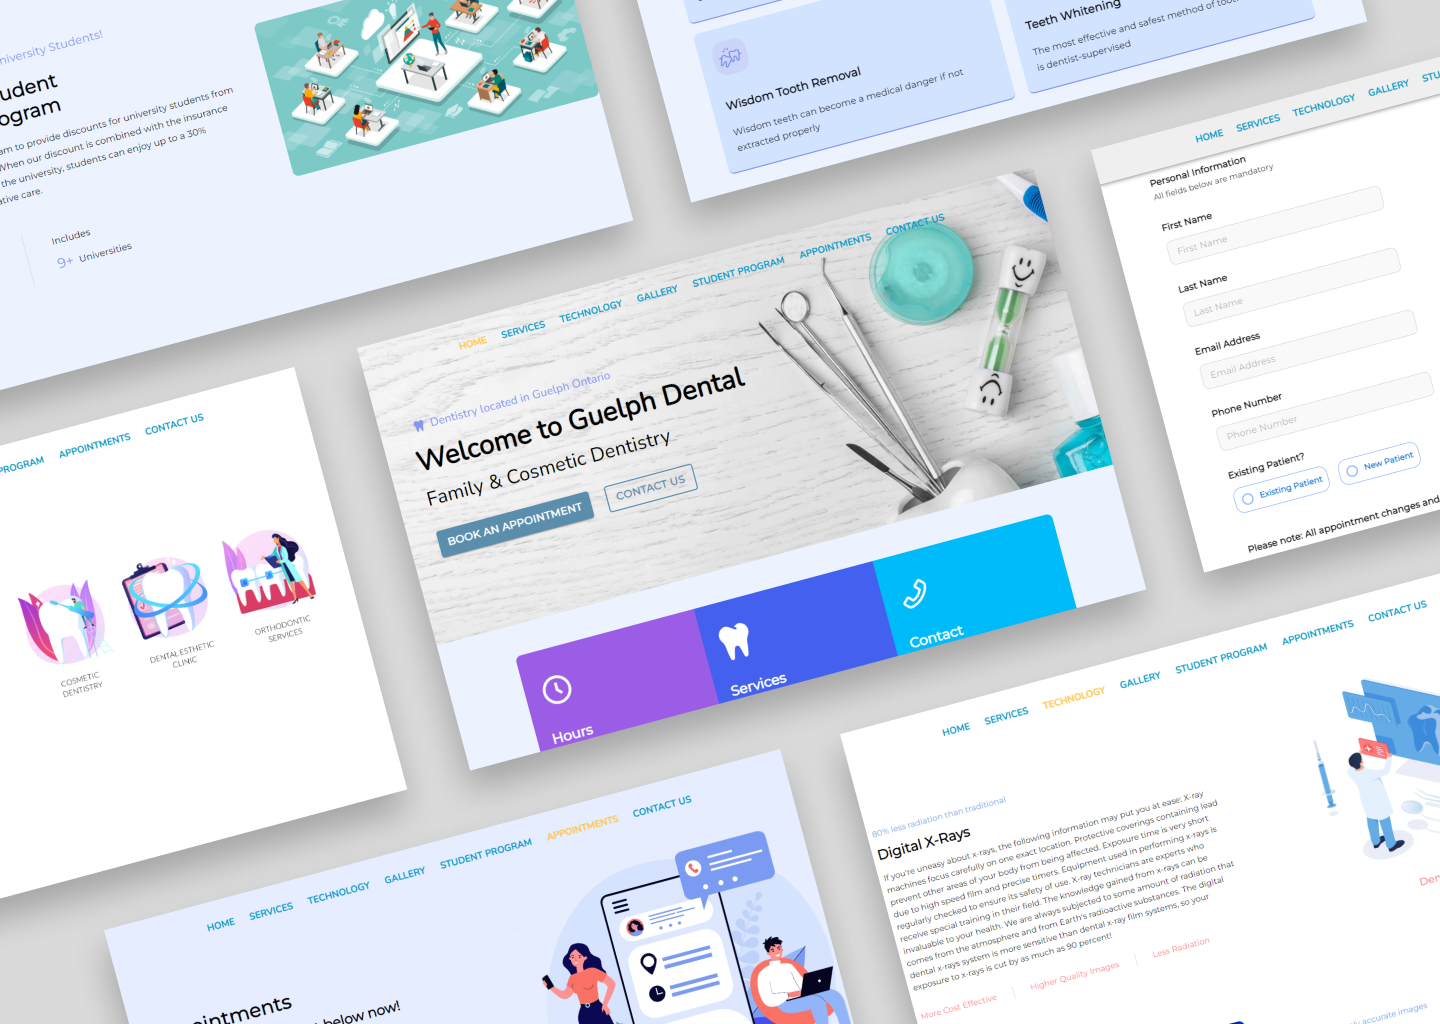 niversity Students!
udent
ogram
am to provide discounts for university students from
When our discount is combined with the insurance
the university, students can enjoy up to a 30%
ative care.
Includes
9+ Universities
Wisdom Tooth Removal
Wisdom teeth can become a medical danger if not
extracted properly
Teeth Whitening
The most effective and safest method of
is dentist-supervised
HOME SERVICES TECHNOLOGY GALLERY STU
Personal Information
All fields below are mandatory
First Name
First Name
Last Name
Last Name
Email Address
Email Address
Phone Number
Phone Number
Existing Patient?
Existing Patient New Patient
Please note: All appointment changes and
HOME SERVICES TECHNOLOGY GALLERY STUDENT PROGRAM APPOINTMENTS CONTACT US
Dentistry located in Guelph Ontario
Welcome to Guelph Dental
Family & Cosmetic Dentistry
BOOK AN APPOINTMENT CONTACT US
Hours
Services
Contact
PROGRAM APPOINTMENTS CONTACT US
COSMETIC
DENTISTRY
DENTAL ESTHETIC
CLINIC
ORTHODONTIC
SERVICES
HOME SERVICES TECHNOLOGY GALLERY STUDENT PROGRAM APPOINTMENTS CONTACT US
ointments
below now!
HOME SERVICES TECHNOLOGY GALLERY STUDENT PROGRAM APPOINTMENTS CONTACT US
80% less radiation than traditional
Digital X-Rays
If you're uneasy about x-rays, the following information may put you at ease: X-ray
machines focus carefully on one exact location. Protective coverings containing lead
prevent other areas of your body from being affected. Exposure time is very short
due to high speed film and precise timers. Equipment used in performing x-rays is
regularly checked to ensure its safety of use. X-ray technicians are experts who
receive special training in their field. The knowledge gained from x-rays can be
invaluable to your health. We are always subjected to some amount of radiation that
comes from the atmosphere and from Earth's radioactive substances. The digital
dental x-rays system is more sensitive than dental x-ray film systems, so your
exposure to x-rays is cut by as much as 90 percent!
More Cost Effective Higher Quality Images Less Radiation
Den
ly accurate images